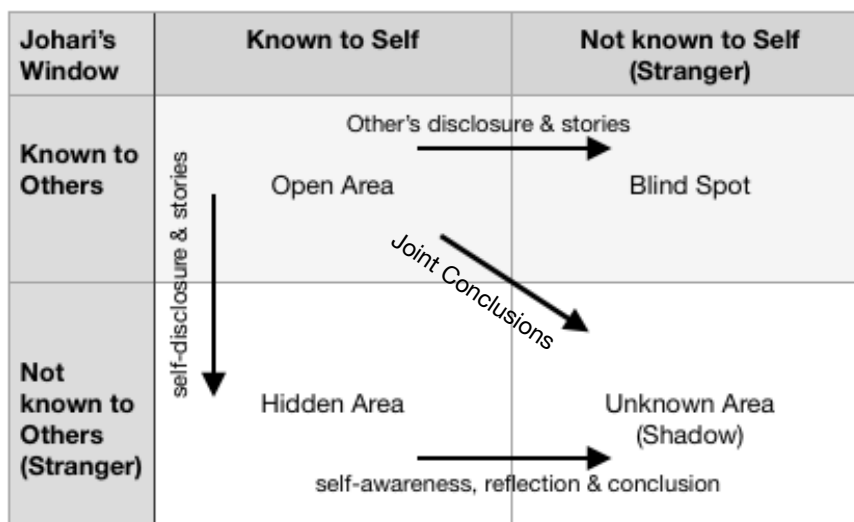 Johari's
Window
Known to Self
Not known to Self
(Stranger)
Known to
Others
Other's disclosure & stories
Open Area
Blind Spot
self-disclosure & stories
Joint Conclusions
Not
known to
Others
(Stranger)
Hidden Area
Unknown Area
(Shadow)
self-awareness, reflection & conclusion